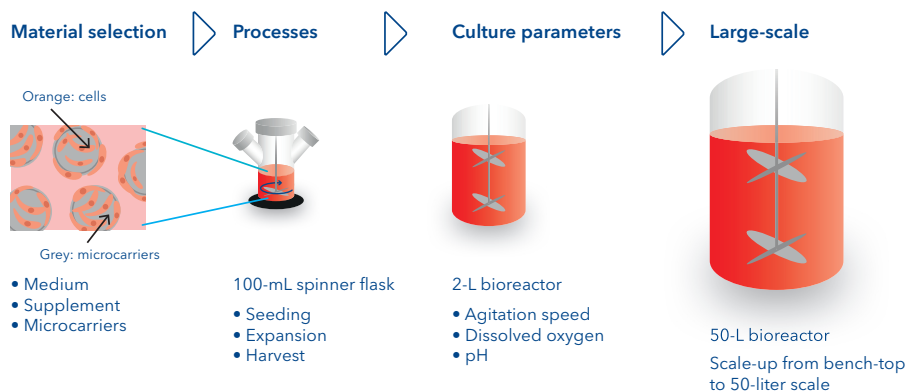 Material selection
Processes
Culture parameters
Large-scale
Orange: cells
Grey: microcarriers
• Medium
• Supplement
• Microcarriers
100-mL spinner flask
• Seeding
• Expansion
• Harvest
2-L bioreactor
• Agitation speed
• Dissolved oxygen
• pH
50-L bioreactor
Scale-up from bench-top
to 50-liter scale